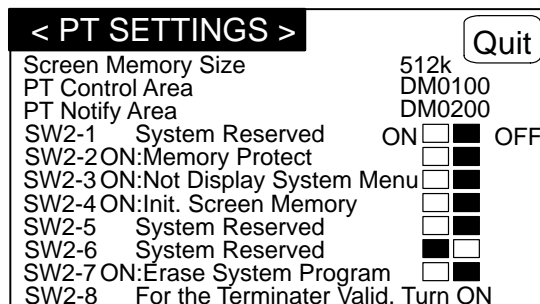 < PT SETTINGS >
Quit
Screen Memory Size 512k
PT Control Area DM0100
PT Notify Area DM0200
SW2-1 System Reserved ON OFF
SW2-2 ON:Memory Protect
SW2-3 ON:Not Display System Menu
SW2-4 ON:Init. Screen Memory
SW2-5 System Reserved
SW2-6 System Reserved
SW2-7 ON:Erase System Program
SW2-8 For the Terminater Valid, Turn ON